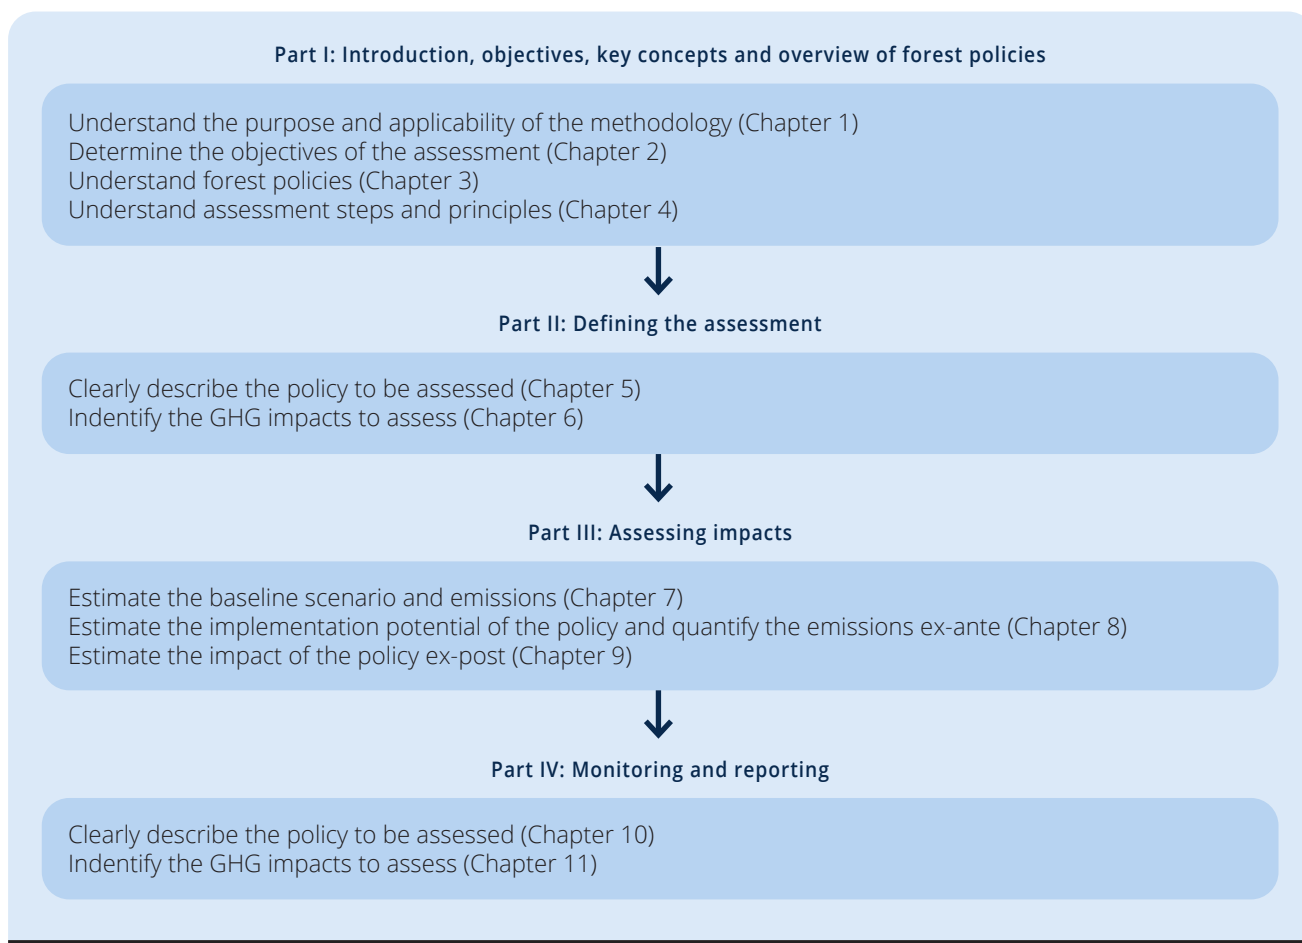 Part I: Introduction, objectives, key concepts and overview of forest policies
Understand the purpose and applicability of the methodology (Chapter 1)
Determine the objectives of the assessment (Chapter 2)
Understand forest policies (Chapter 3)
Understand assessment steps and principles (Chapter 4)
Part II: Defining the assessment
Clearly describe the policy to be assessed (Chapter 5)
Indentify the GHG impacts to assess (Chapter 6)
Part III: Assessing impacts
Estimate the baseline scenario and emissions (Chapter 7)
Estimate the implementation potential of the policy and quantify the emissions ex-ante (Chapter 8)
Estimate the impact of the policy ex-post (Chapter 9)
Part IV: Monitoring and reporting
Clearly describe the policy to be assessed (Chapter 10)
Indentify the GHG impacts to assess (Chapter 11)